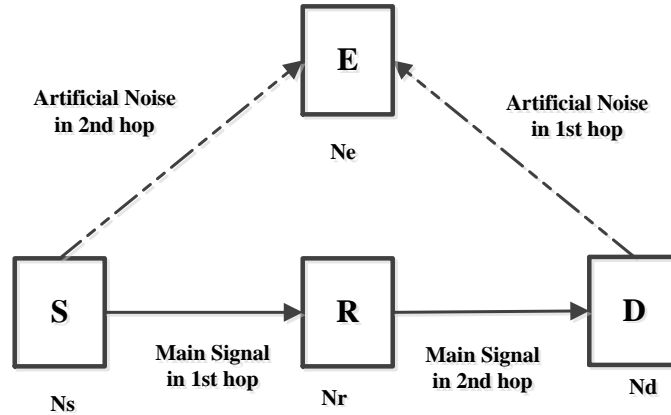 E
Artificial Noise
in 2nd hop
Artificial Noise
in 1st hop
Ne
S
R
D
Main Signal
in 1st hop
Main Signal
in 2nd hop
Ns
Nr
Nd